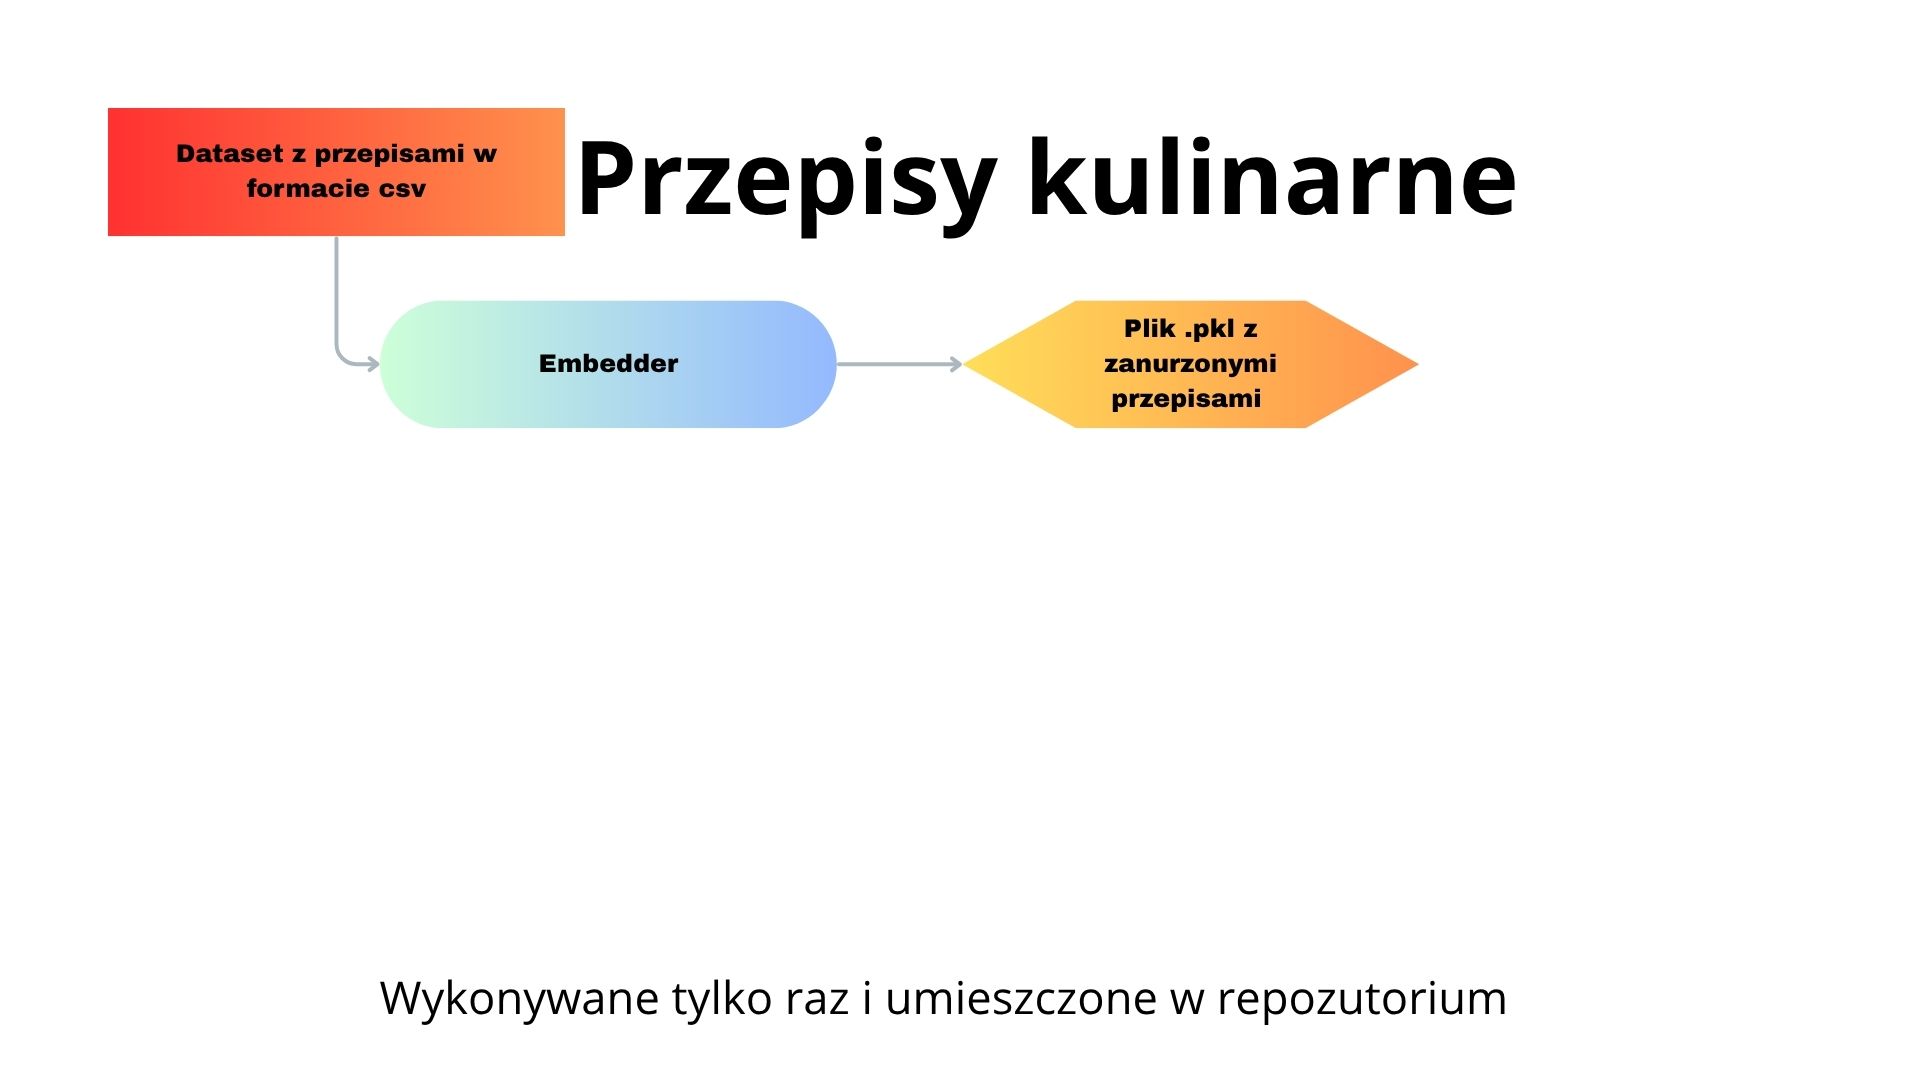 Dataset z przepisami w
formacie csv
Przepisy kulinarne
Embedder
Plik .pkl z
zanurzonymi
przepisami
Wykonywane tylko raz i umieszczone w repozutorium